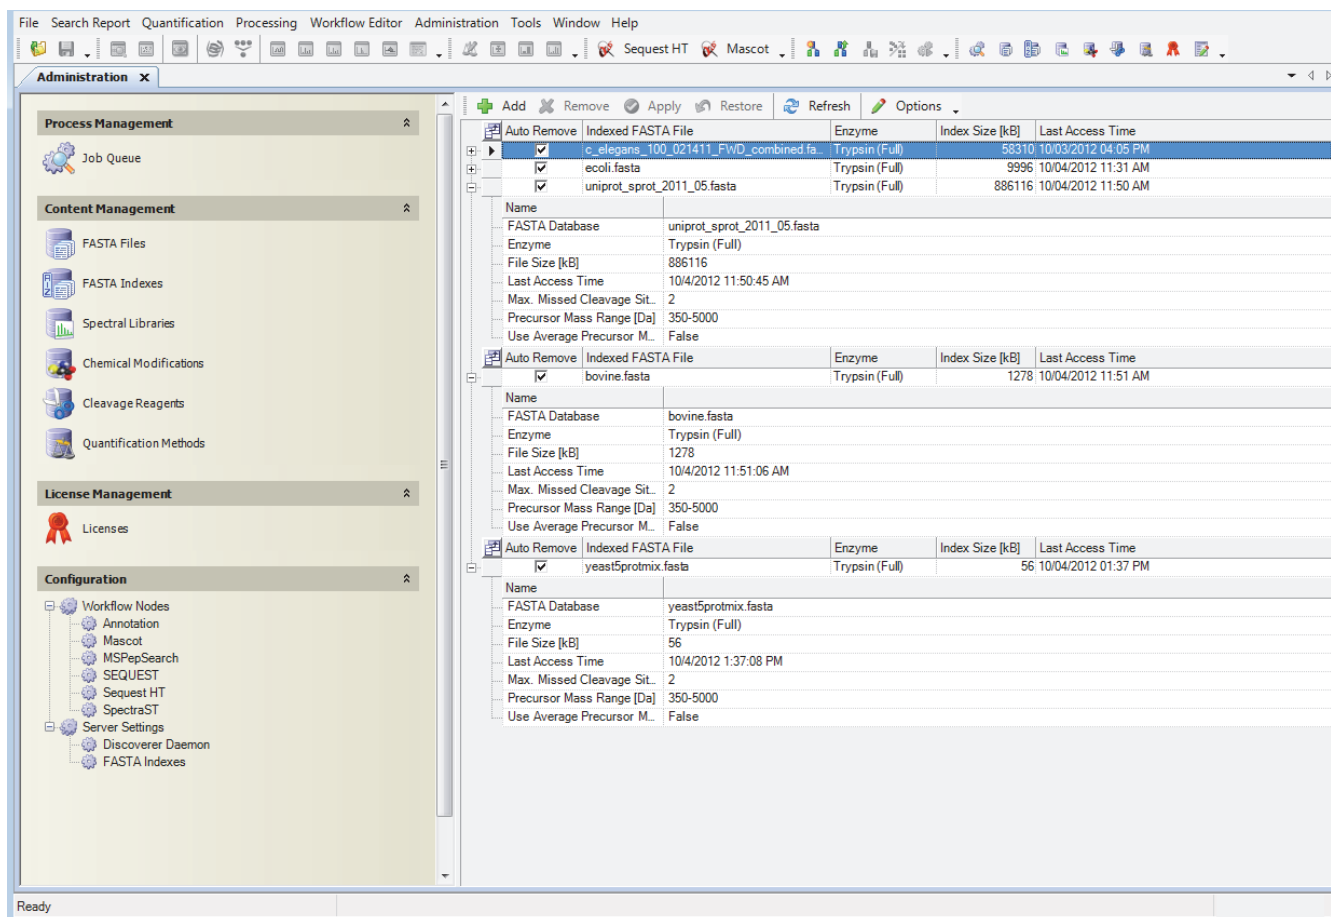 File Search Report Quantification Processing Workflow Editor Administration Tools Window Help
Sequest HT Mascot
Administration x
Process Management
Job Queue
Content Management
FASTA Files
FASTA Indexes
Spectral Libraries
Chemical Modifications
Cleavage Reagents
Quantification Methods
License Management
Licenses
Configuration
Workflow Nodes
Annotation
Mascot
MSPepSearch
SEQUEST
Sequest HT
SpectraST
Server Settings
Discoverer Daemon
FASTA Indexes
Add Remove Apply Restore Refresh Options
Auto Remove Indexed FASTA File Enzyme Index Size [kB] Last Access Time
c_elegans_100_021411_FWD_combined.fa... Trypsin (Full) 58310 10/03/2012 04:05 PM
ecoli.fasta Trypsin (Full) 9996 10/04/2012 11:31 AM
uniprot_sprot_2011_05.fasta Trypsin (Full) 886116 10/04/2012 11:50 AM
Name
FASTA Database uniprot_sprot_2011_05.fasta
Enzyme Trypsin (Full)
File Size [kB] 886116
Last Access Time 10/4/2012 11:50:45 AM
Max. Missed Cleavage Sit... 2
Precursor Mass Range [Da] 350-5000
Use Average Precursor M... False
Auto Remove Indexed FASTA File Enzyme Index Size [kB] Last Access Time
bovine.fasta Trypsin (Full) 1278 10/04/2012 11:51 AM
Name
FASTA Database bovine.fasta
Enzyme Trypsin (Full)
File Size [kB] 1278
Last Access Time 10/4/2012 11:51:06 AM
Max. Missed Cleavage Sit... 2
Precursor Mass Range [Da] 350-5000
Use Average Precursor M... False
Auto Remove Indexed FASTA File Enzyme Index Size [kB] Last Access Time
yeast5protmix.fasta Trypsin (Full) 56 10/04/2012 01:37 PM
Name
FASTA Database yeast5protmix.fasta
Enzyme Trypsin (Full)
File Size [kB] 56
Last Access Time 10/4/2012 1:37:08 PM
Max. Missed Cleavage Sit... 2
Precursor Mass Range [Da] 350-5000
Use Average Precursor M... False
Ready